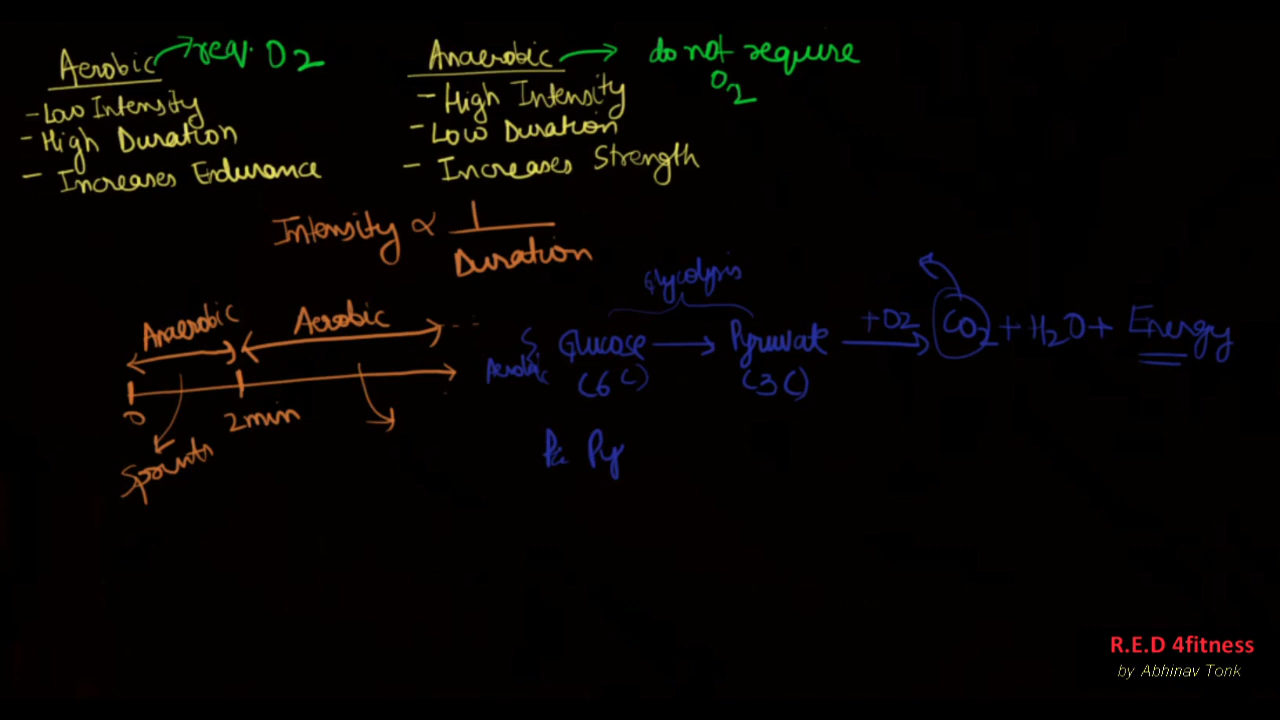 Aerobic → req. O2
- Low Intensity
- High Duration
- Increases Endurance
Anaerobic → do not require O2
- High Intensity
- Low Duration
- Increases Strength
Intensity ∝ 1
Duration
Anaerobic
Aerobic
0
2min
Sprints
Glycolysis
Aerobic
Glucose → Pyruvate +O2 → CO2 + H2O + Energy
(6C) (3C)
Py
R.E.D 4fitness
by Abhinav Tonk